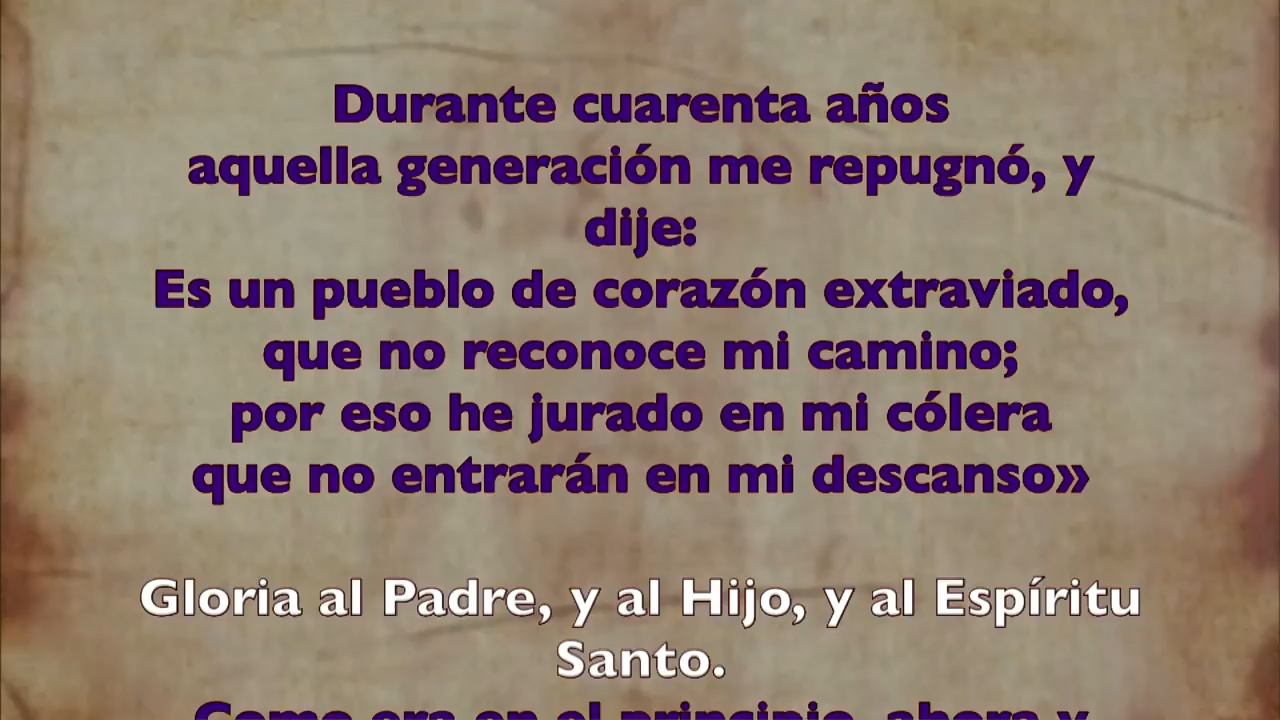 Durante cuarenta años
aquella generación me repugnó, y
dije:
Es un pueblo de corazón extraviado,
que no reconoce mi camino;
por eso he jurado en mi cólera
que no entrarán en mi descanso»
Gloria al Padre, y al Hijo, y al Espíritu
Santo.
Como era en el principio, ahora y